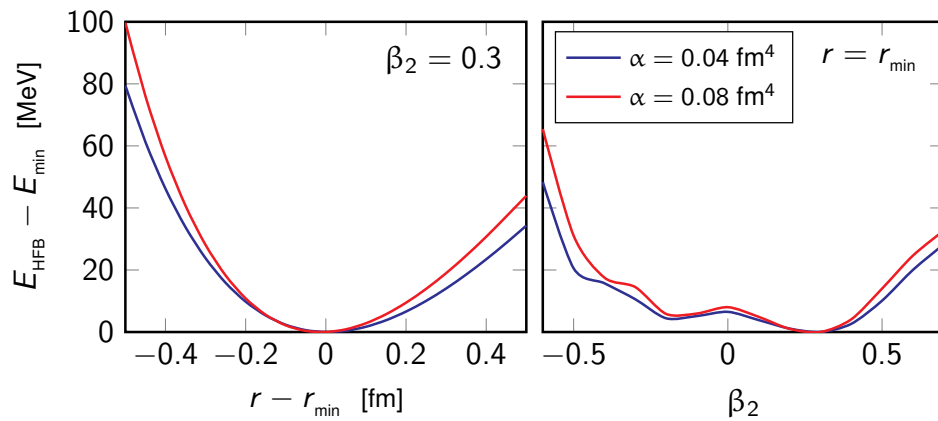 E_HFB − E_min [MeV]
100
80
60
40
20
0
β₂ = 0.3
−0.4
−0.2
0
0.2
0.4
r − r_min [fm]
α = 0.04 fm⁴
α = 0.08 fm⁴
r = r_min
−0.5
0
0.5
β₂